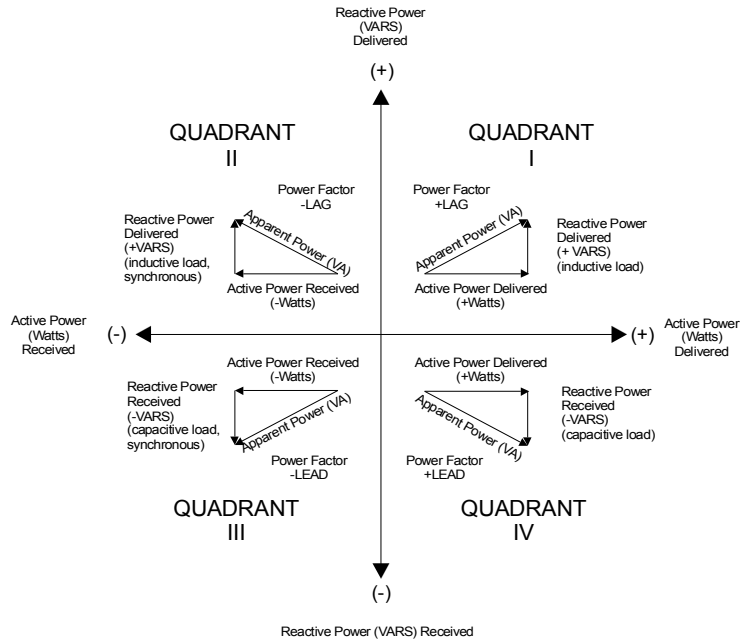 Reactive Power
(VARS)
Delivered
(+)
QUADRANT
II
Power Factor
-LAG
Reactive Power
Delivered
(+VARS)
(inductive load,
synchronous)
Apparent Power (VA)
Active Power Received
(-Watts)
QUADRANT
I
Power Factor
+LAG
Apparent Power (VA)
Reactive Power
Delivered
(+ VARS)
(inductive load)
Active Power Delivered
(+Watts)
Active Power
(Watts)
Received
(-)
(+)
Active Power
(Watts)
Delivered
Active Power Received
(-Watts)
Reactive Power
Received
(-VARS)
(capacitive load,
synchronous)
Apparent Power (VA)
Power Factor
-LEAD
QUADRANT
III
Active Power Delivered
(+Watts)
Apparent Power (VA)
Reactive Power
Received
(-VARS)
(capacitive load)
Power Factor
+LEAD
QUADRANT
IV
(-)
Reactive Power (VARS) Received